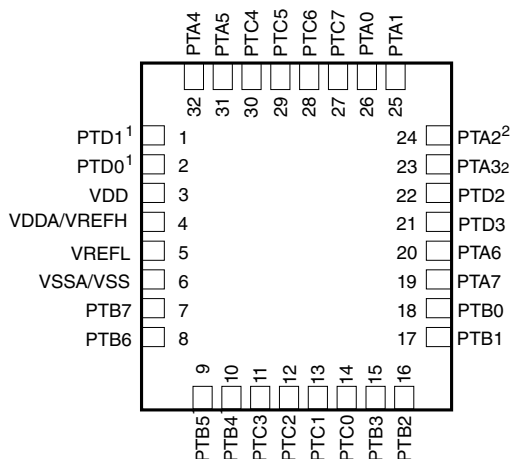 PTA4 PTA5 PTC4 PTC5 PTC6 PTC7 PTA0 PTA1
32 31 30 29 28 27 26 25
PTD1¹ 1 24 PTA2²
PTD0¹ 2 23 PTA32
VDD 3 22 PTD2
VDDA/VREFH 4 21 PTD3
VREFL 5 20 PTA6
VSSA/VSS 6 19 PTA7
PTB7 7 18 PTB0
PTB6 8 17 PTB1
9 10 11 12 13 14 15 16
PTB5 PTB4 PTC3 PTC2 PTC1 PTC0 PTB3 PTB2